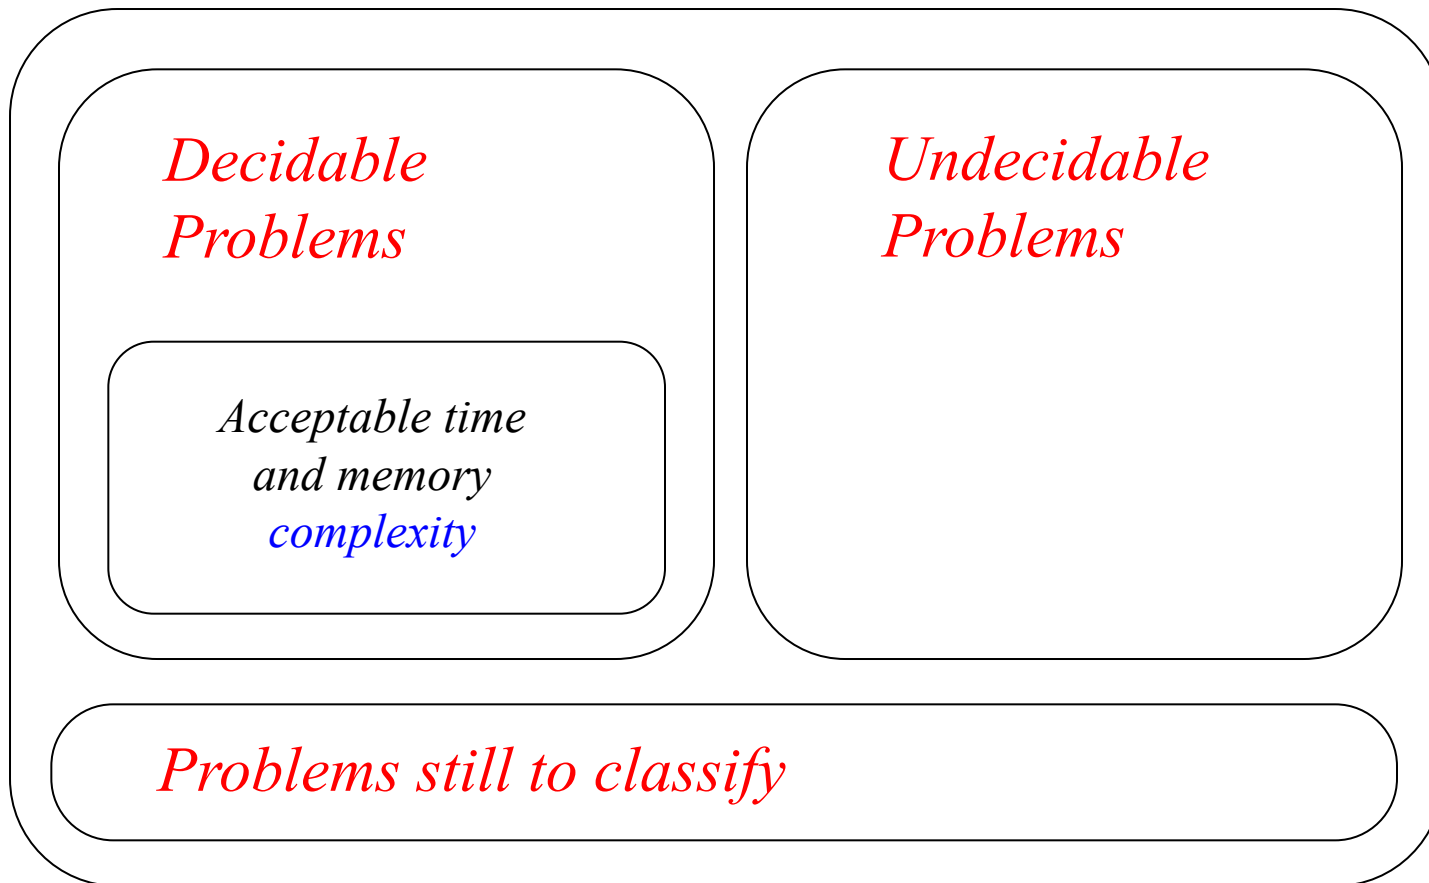 Decidable
Problems
Undecidable
Problems
Acceptable time
and memory
complexity
Problems still to classify